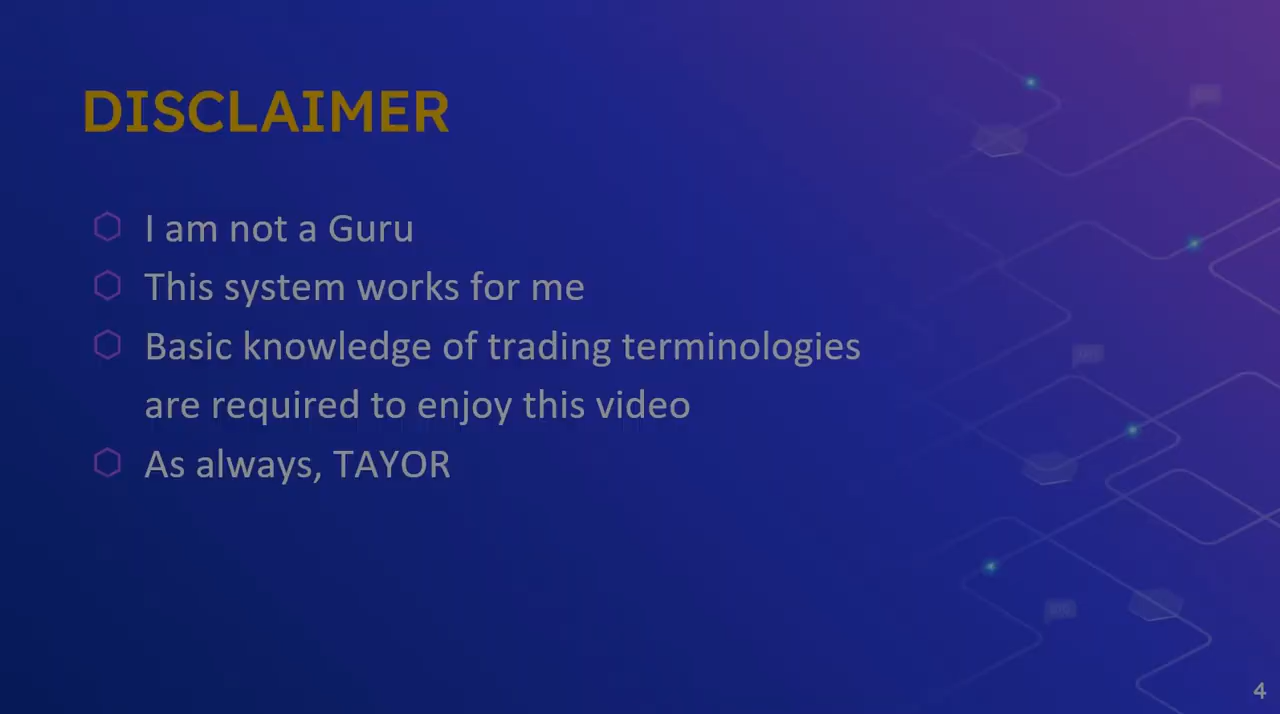 DISCLAIMER
I am not a Guru
This system works for me
Basic knowledge of trading terminologies
are required to enjoy this video
As always, TAYOR
4